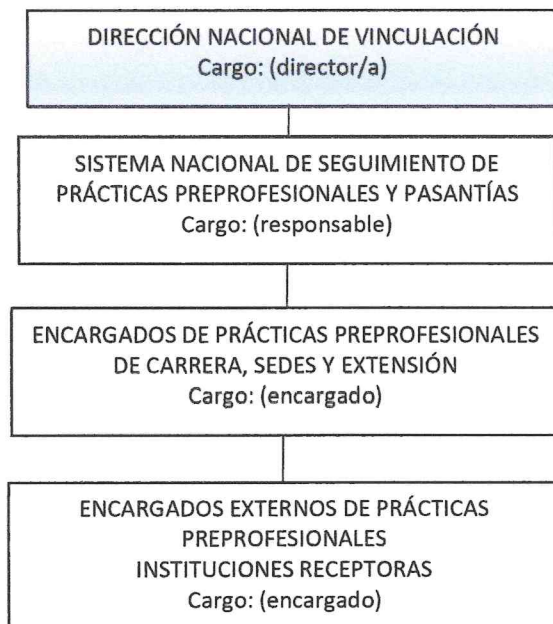 DIRECCIÓN NACIONAL DE VINCULACIÓN
Cargo: (director/a)
SISTEMA NACIONAL DE SEGUIMIENTO DE
PRÁCTICAS PREPROFESIONALES Y PASANTÍAS
Cargo: (responsable)
ENCARGADOS DE PRÁCTICAS PREPROFESIONALES
DE CARRERA, SEDES Y EXTENSIÓN
Cargo: (encargado)
ENCARGADOS EXTERNOS DE PRÁCTICAS
PREPROFESIONALES
INSTITUCIONES RECEPTORAS
Cargo: (encargado)